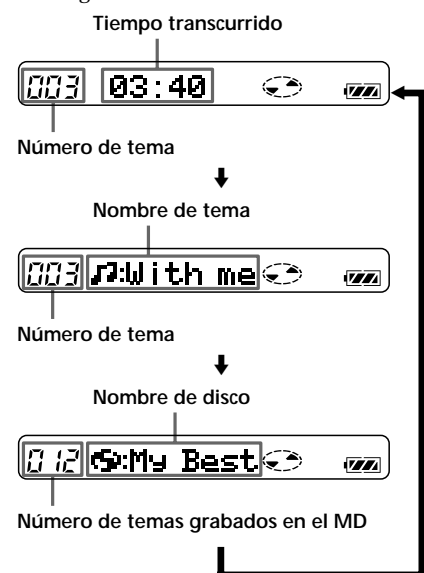 Tiempo transcurrido
003 03:40
Número de tema
Nombre de tema
003 ♫:With me
Número de tema
Nombre de disco
012 :My Best
Número de temas grabados en el MD